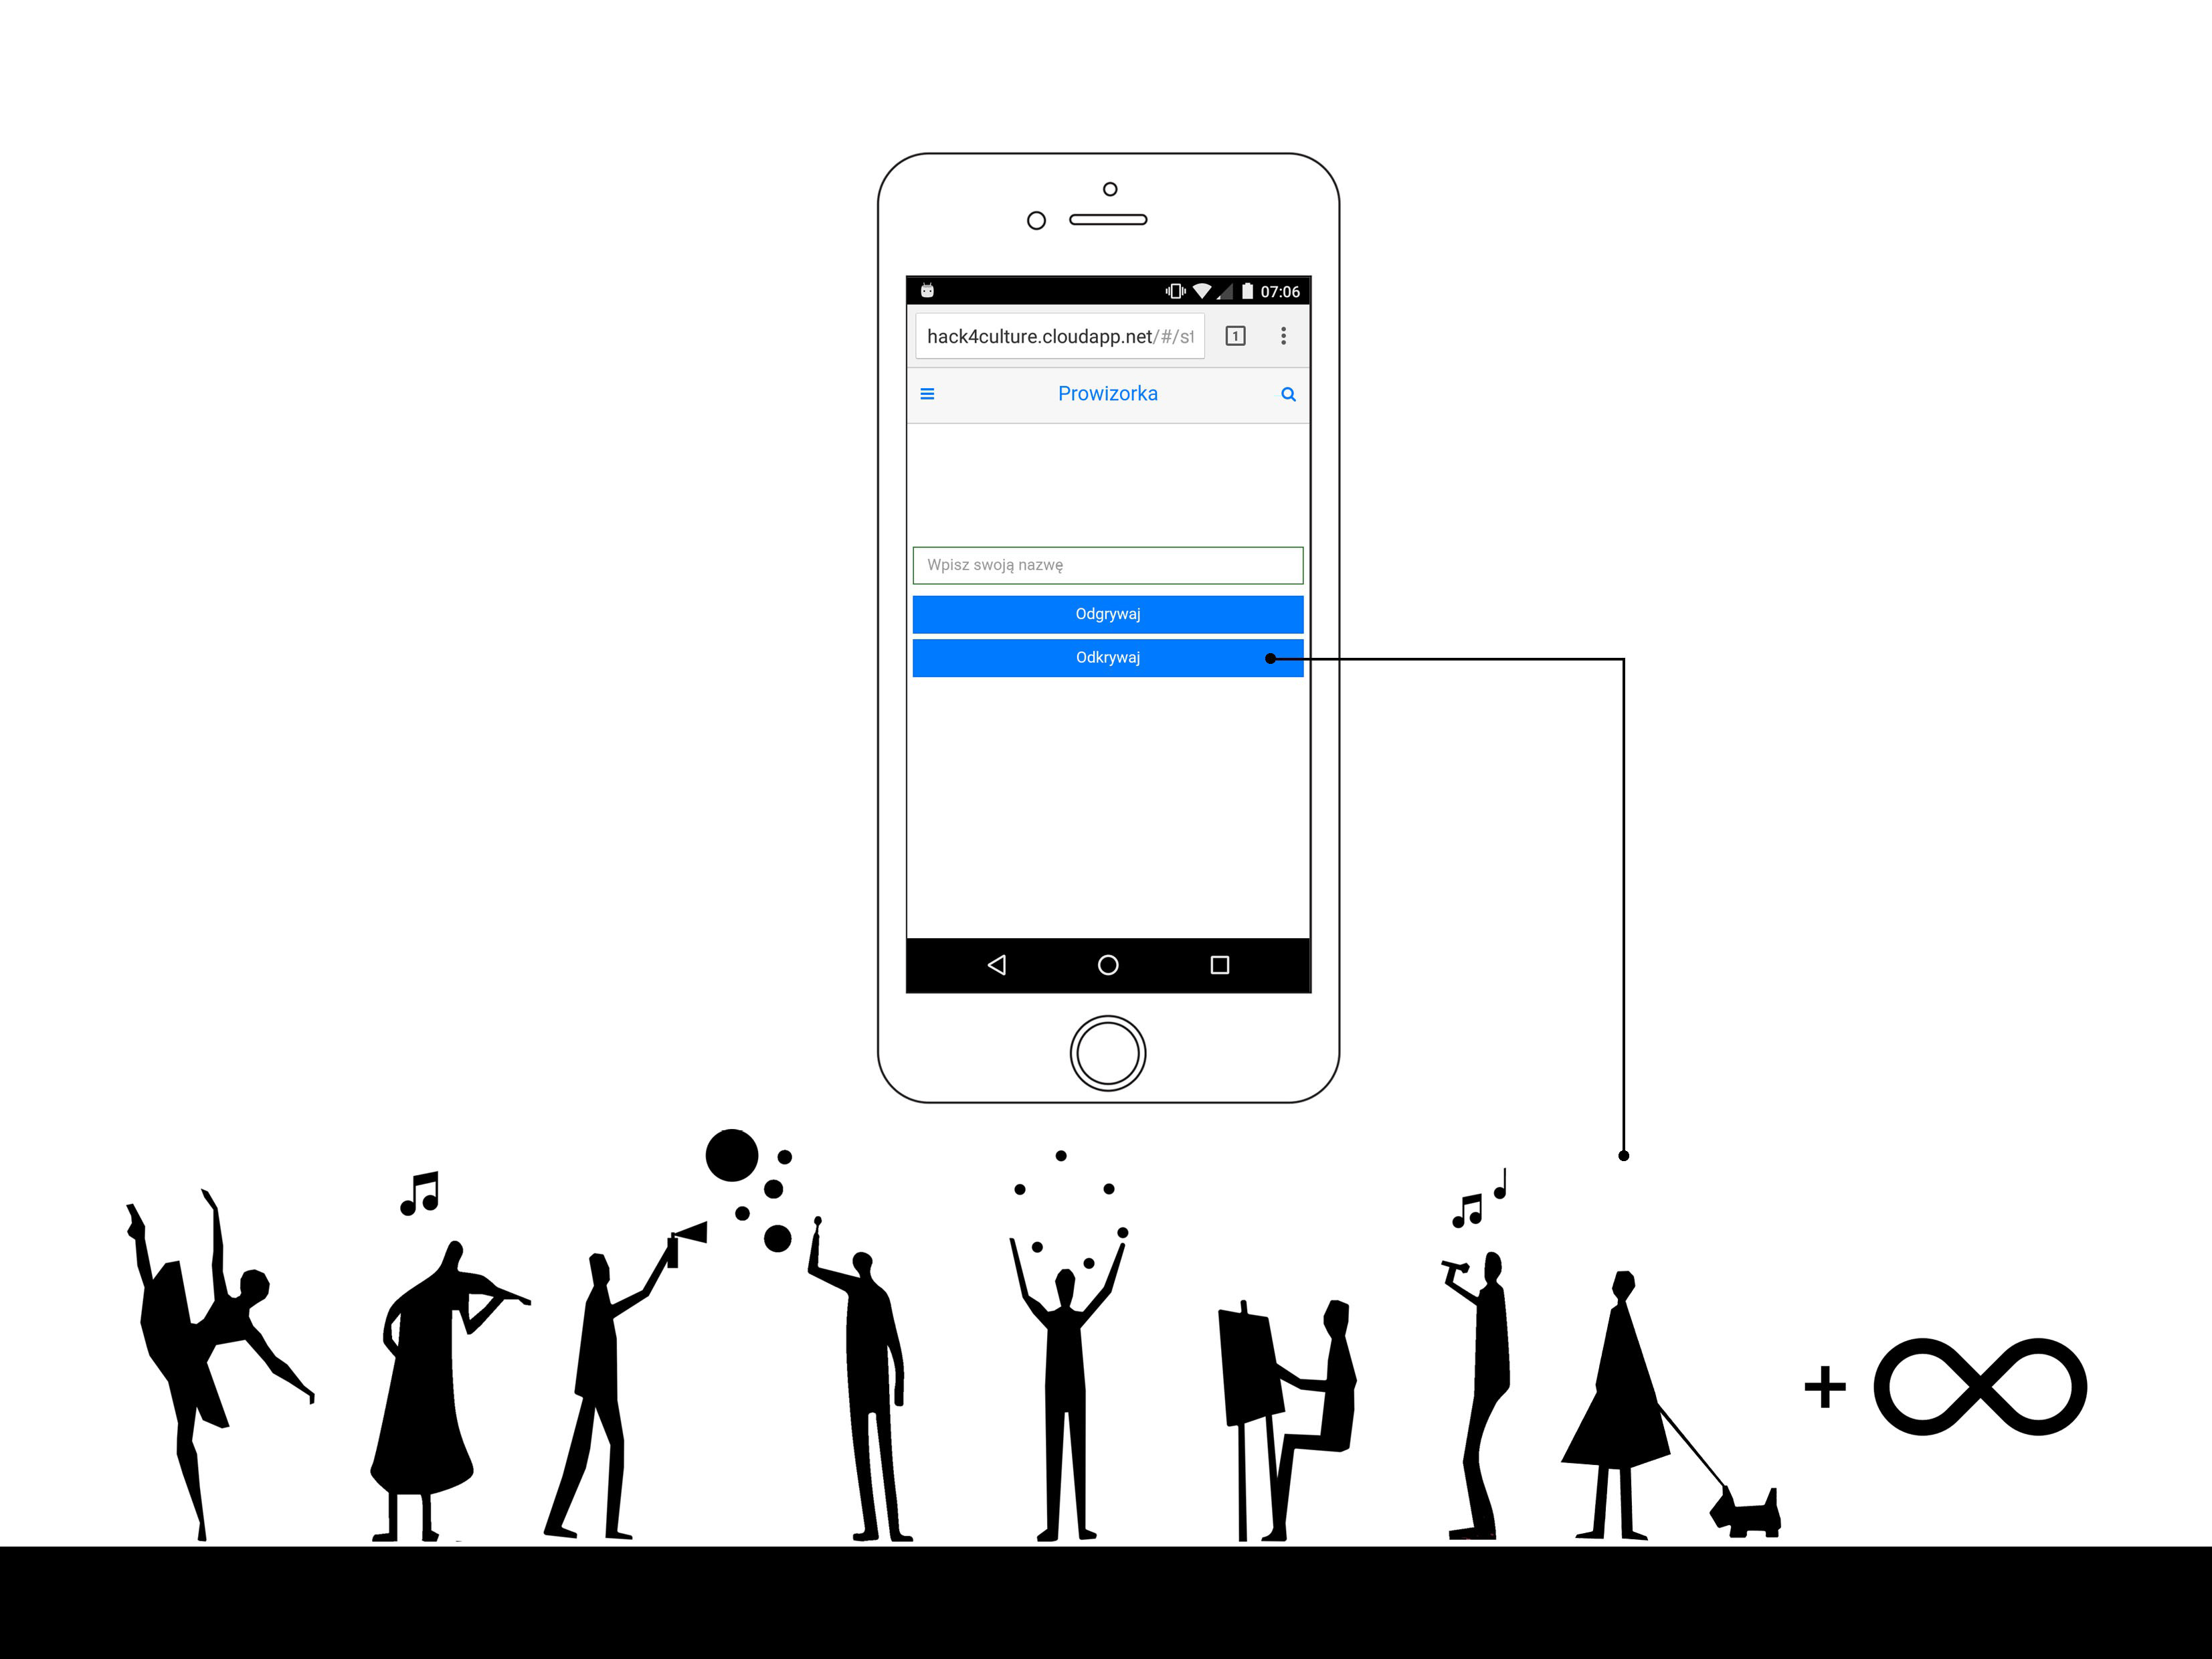 07:06
hack4culture.cloudapp.net/#/st
1
Prowizorka
Wpisz swoją nazwę
Odgrywaj
Odkrywaj
+ ∞